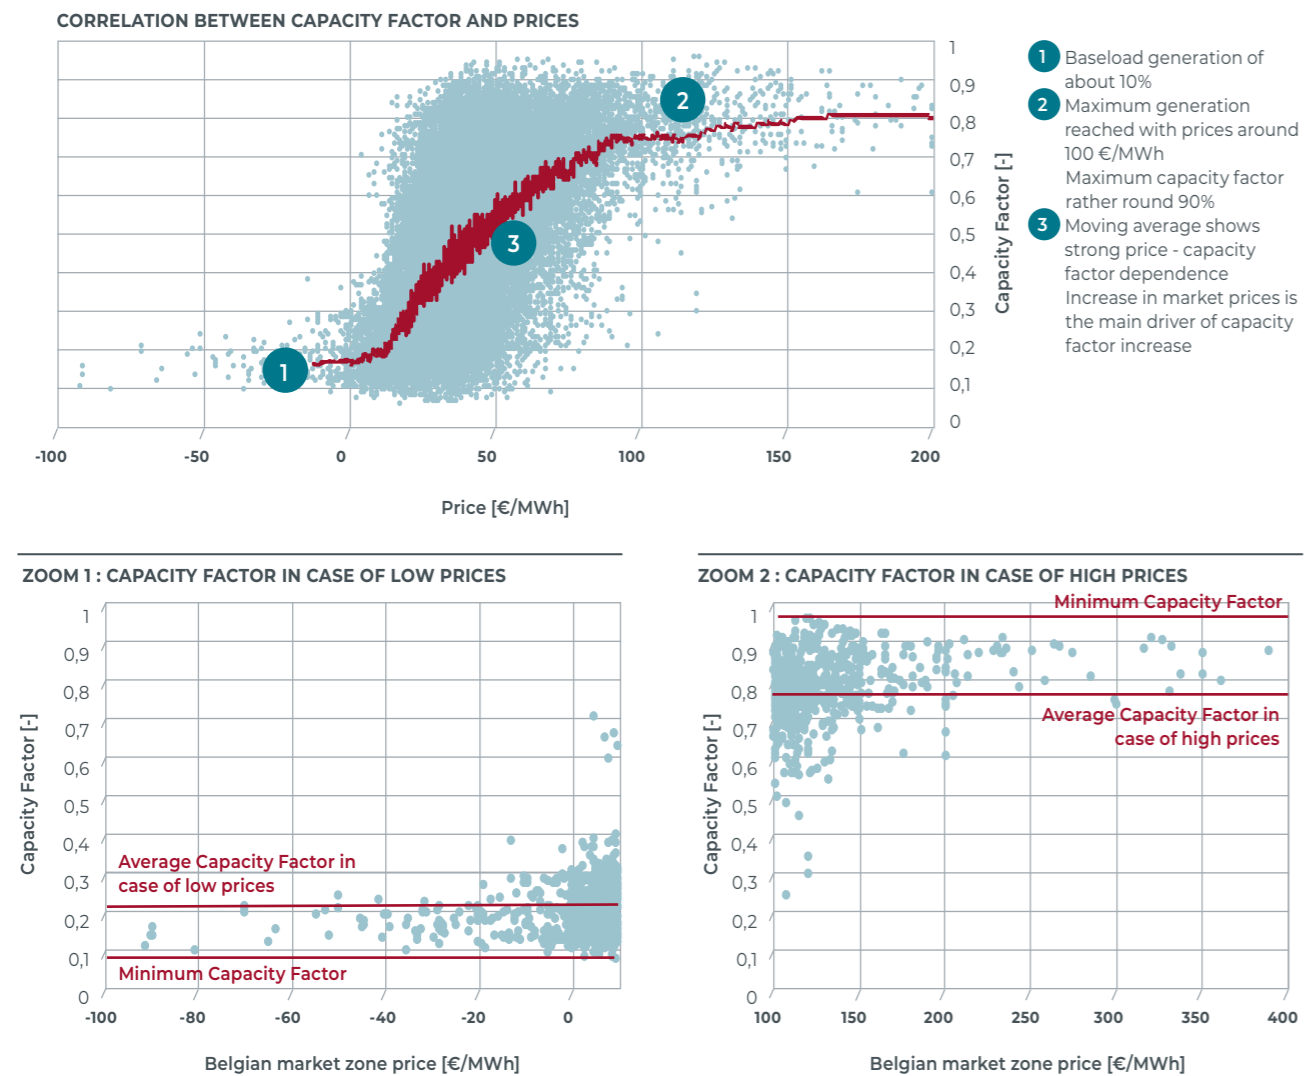 CORRELATION BETWEEN CAPACITY FACTOR AND PRICES
1
0,9
0,8
0,7
0,6
0,5
0,4
0,3
0,2
0,1
0
Capacity Factor [-]
-100
-50
0
50
100
150
200
Price [€/MWh]
1
2
3
1 Baseload generation of
about 10%
2 Maximum generation
reached with prices around
100 €/MWh
Maximum capacity factor
rather round 90%
3 Moving average shows
strong price - capacity
factor dependence
Increase in market prices is
the main driver of capacity
factor increase
ZOOM 1 : CAPACITY FACTOR IN CASE OF LOW PRICES
1
0,9
0,8
0,7
0,6
0,5
0,4
0,3
0,2
0,1
0
Capacity Factor [-]
Average Capacity Factor in
case of low prices
Minimum Capacity Factor
-100
-80
-60
-40
-20
0
Belgian market zone price [€/MWh]
ZOOM 2 : CAPACITY FACTOR IN CASE OF HIGH PRICES
Minimum Capacity Factor
1
0,9
0,8
0,7
0,6
0,5
0,4
0,3
0,2
0,1
0
Capacity Factor [-]
Average Capacity Factor in
case of high prices
100
150
200
250
300
350
400
Belgian market zone price [€/MWh]